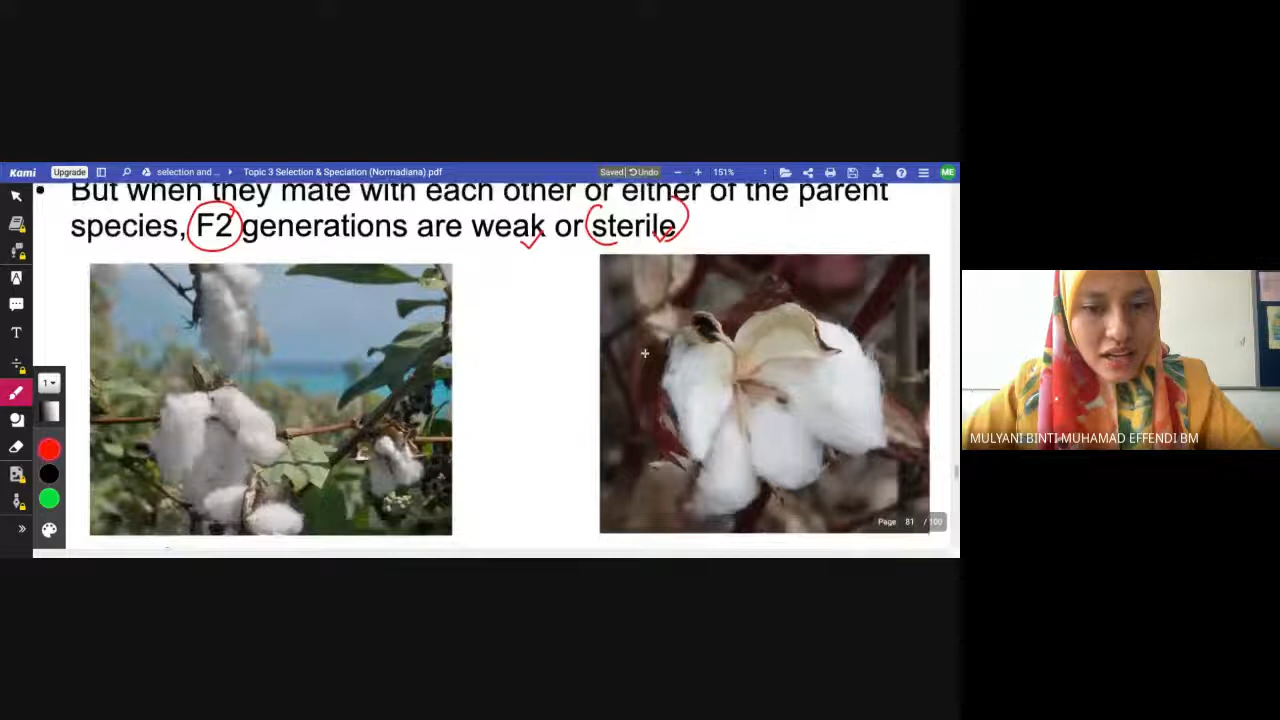 Kami Upgrade selection and ... Topic 3 Selection & Speciation (Normadiana).pdf Saved Undo 151% ME
But when they mate with each other or either of the parent
species, F2 generations are weak or sterile
1
T
Page 81 / 100
MULYANI BINTI MUHAMAD EFFENDI BM